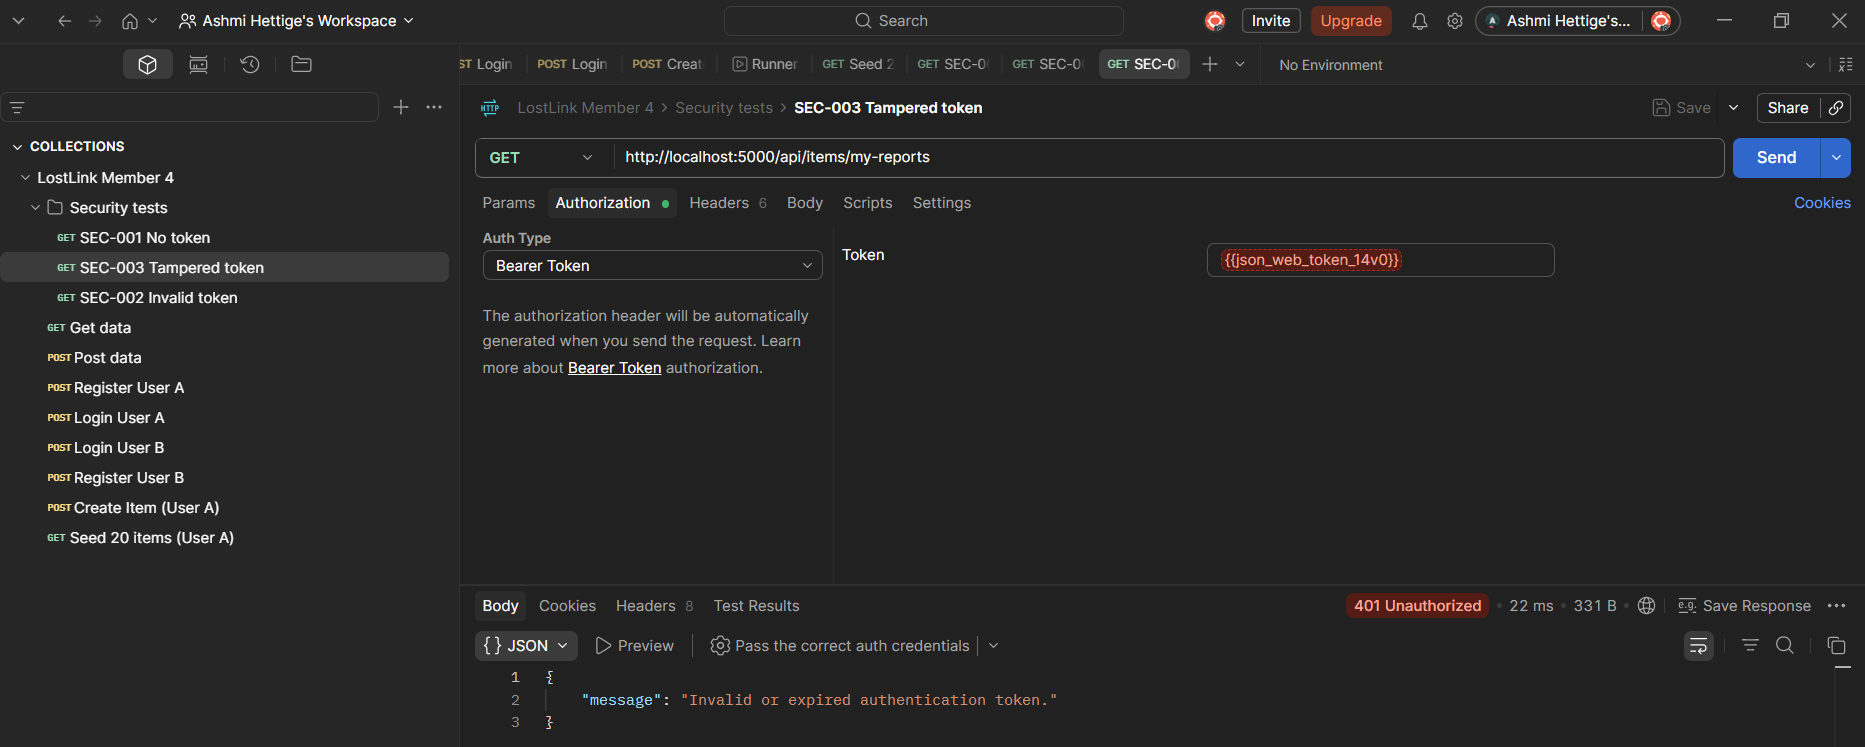 Ashmi Hettige's Workspace
Search
Invite
Upgrade
Ashmi Hettige's...
ST Login
POST Login
POST Creat
Runner
GET Seed 2
GET SEC-0
GET SEC-0
GET SEC-0
No Environment
HTTP
LostLink Member 4 > Security tests > SEC-003 Tampered token
Save
Share
COLLECTIONS
LostLink Member 4
Security tests
GET SEC-001 No token
GET SEC-003 Tampered token
GET SEC-002 Invalid token
GET Get data
POST Post data
POST Register User A
POST Login User A
POST Login User B
POST Register User B
POST Create Item (User A)
GET Seed 20 items (User A)
GET
http://localhost:5000/api/items/my-reports
Send
Params
Authorization
Headers 6
Body
Scripts
Settings
Cookies
Auth Type
Bearer Token
The authorization header will be automatically
generated when you send the request. Learn
more about Bearer Token authorization.
Token
{{json_web_token_14v0}}
Body
Cookies
Headers 8
Test Results
401 Unauthorized • 22 ms • 331 B
e.g. Save Response
{} JSON
Preview
Pass the correct auth credentials
1 {
2 "message": "Invalid or expired authentication token."
3 }